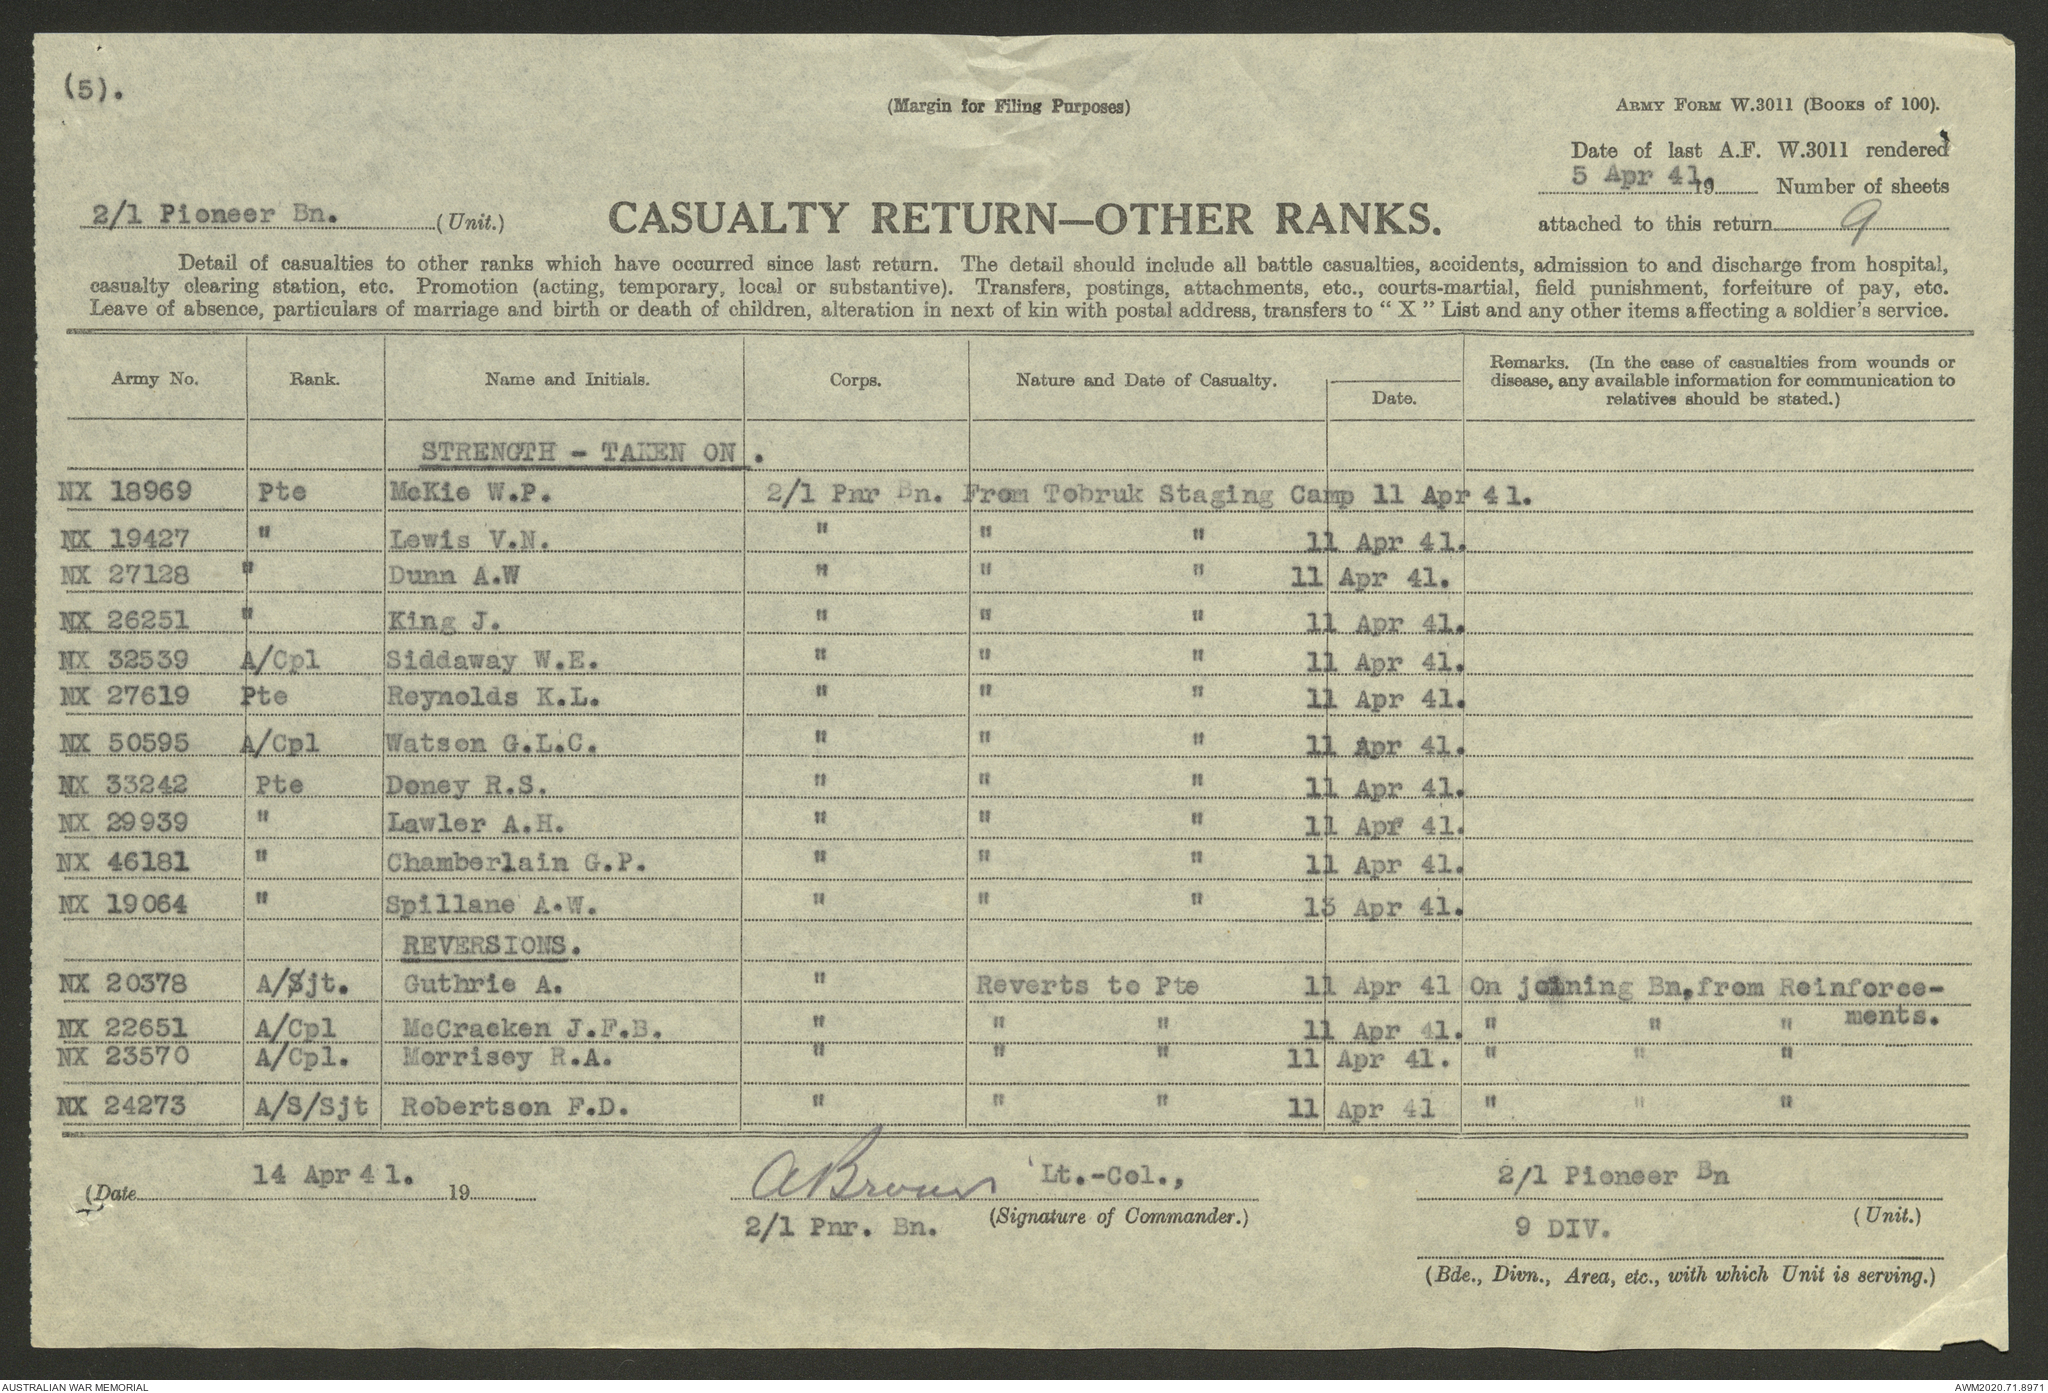 (5).
(Margin for Filing Purposes)
ARMY FORM W.3011 (BOOKS of 100).
Date of last A.F. W.3011 rendered
5 Apr 41. 19 Number of sheets
attached to this return 9
2/1 Pioneer Bn. (Unit.)
CASUALTY RETURN—OTHER RANKS.
Detail of casualties to other ranks which have occurred since last return. The detail should include all battle casualties, accidents, admission to and discharge from hospital,
casualty clearing station, etc. Promotion (acting, temporary, local or substantive). Transfers, postings, attachments, etc., courts-martial, field punishment, forfeiture of pay, etc.
Leave of absence, particulars of marriage and birth or death of children, alteration in next of kin with postal address, transfers to "X" List and any other items affecting a soldier's service.
Army No. Rank. Name and Initials. Corps. Nature and Date of Casualty. Date. Remarks. (In the case of casualties from wounds or
disease, any available information for communication to
relatives should be stated.)
STRENGTH - TAKEN ON.
NX 18969 Pte McKie W.P. 2/1 Pnr Bn. From Tobruk Staging Camp 11 Apr 41.
NX 19427 " Lewis V.N. " " " 11 Apr 41.
NX 27128 " Dunn A.W " " " 11 Apr 41.
NX 26251 " King J. " " " 11 Apr 41.
NX 32539 A/Cpl Siddaway W.E. " " " 11 Apr 41.
NX 27619 Pte Reynolds K.L. " " " 11 Apr 41.
NX 50595 A/Cpl Watson G.L.C. " " " 11 Apr 41.
NX 33242 Pte Doney R.S. " " " 11 Apr 41.
NX 29939 " Lawler A.H. " " " 11 Apr 41.
NX 46181 " Chamberlain G.P. " " " 11 Apr 41.
NX 19064 " Spillane A.W. " " " 13 Apr 41.
REVERSIONS.
NX 20378 A/Sjt. Guthrie A. " Reverts to Pte 11 Apr 41 On joining Bn, from Reinforce-
ments.
NX 22651 A/Cpl McCracken J.F.B. " " " 11 Apr 41. " " "
NX 23570 A/Cpl. Morrisey R.A. " " " 11 Apr 41. " " "
NX 24273 A/S/Sjt Robertson F.D. " " " 11 Apr 41 " " "
(Date 14 Apr 41. 19
ABrown Lt.-Col.,
(Signature of Commander.)
2/1 Pnr. Bn.
2/1 Pioneer Bn
(Unit.)
9 DIV.
(Bde., Divn., Area, etc., with which Unit is serving.)
AUSTRALIAN WAR MEMORIAL
AWM2020.71.8971